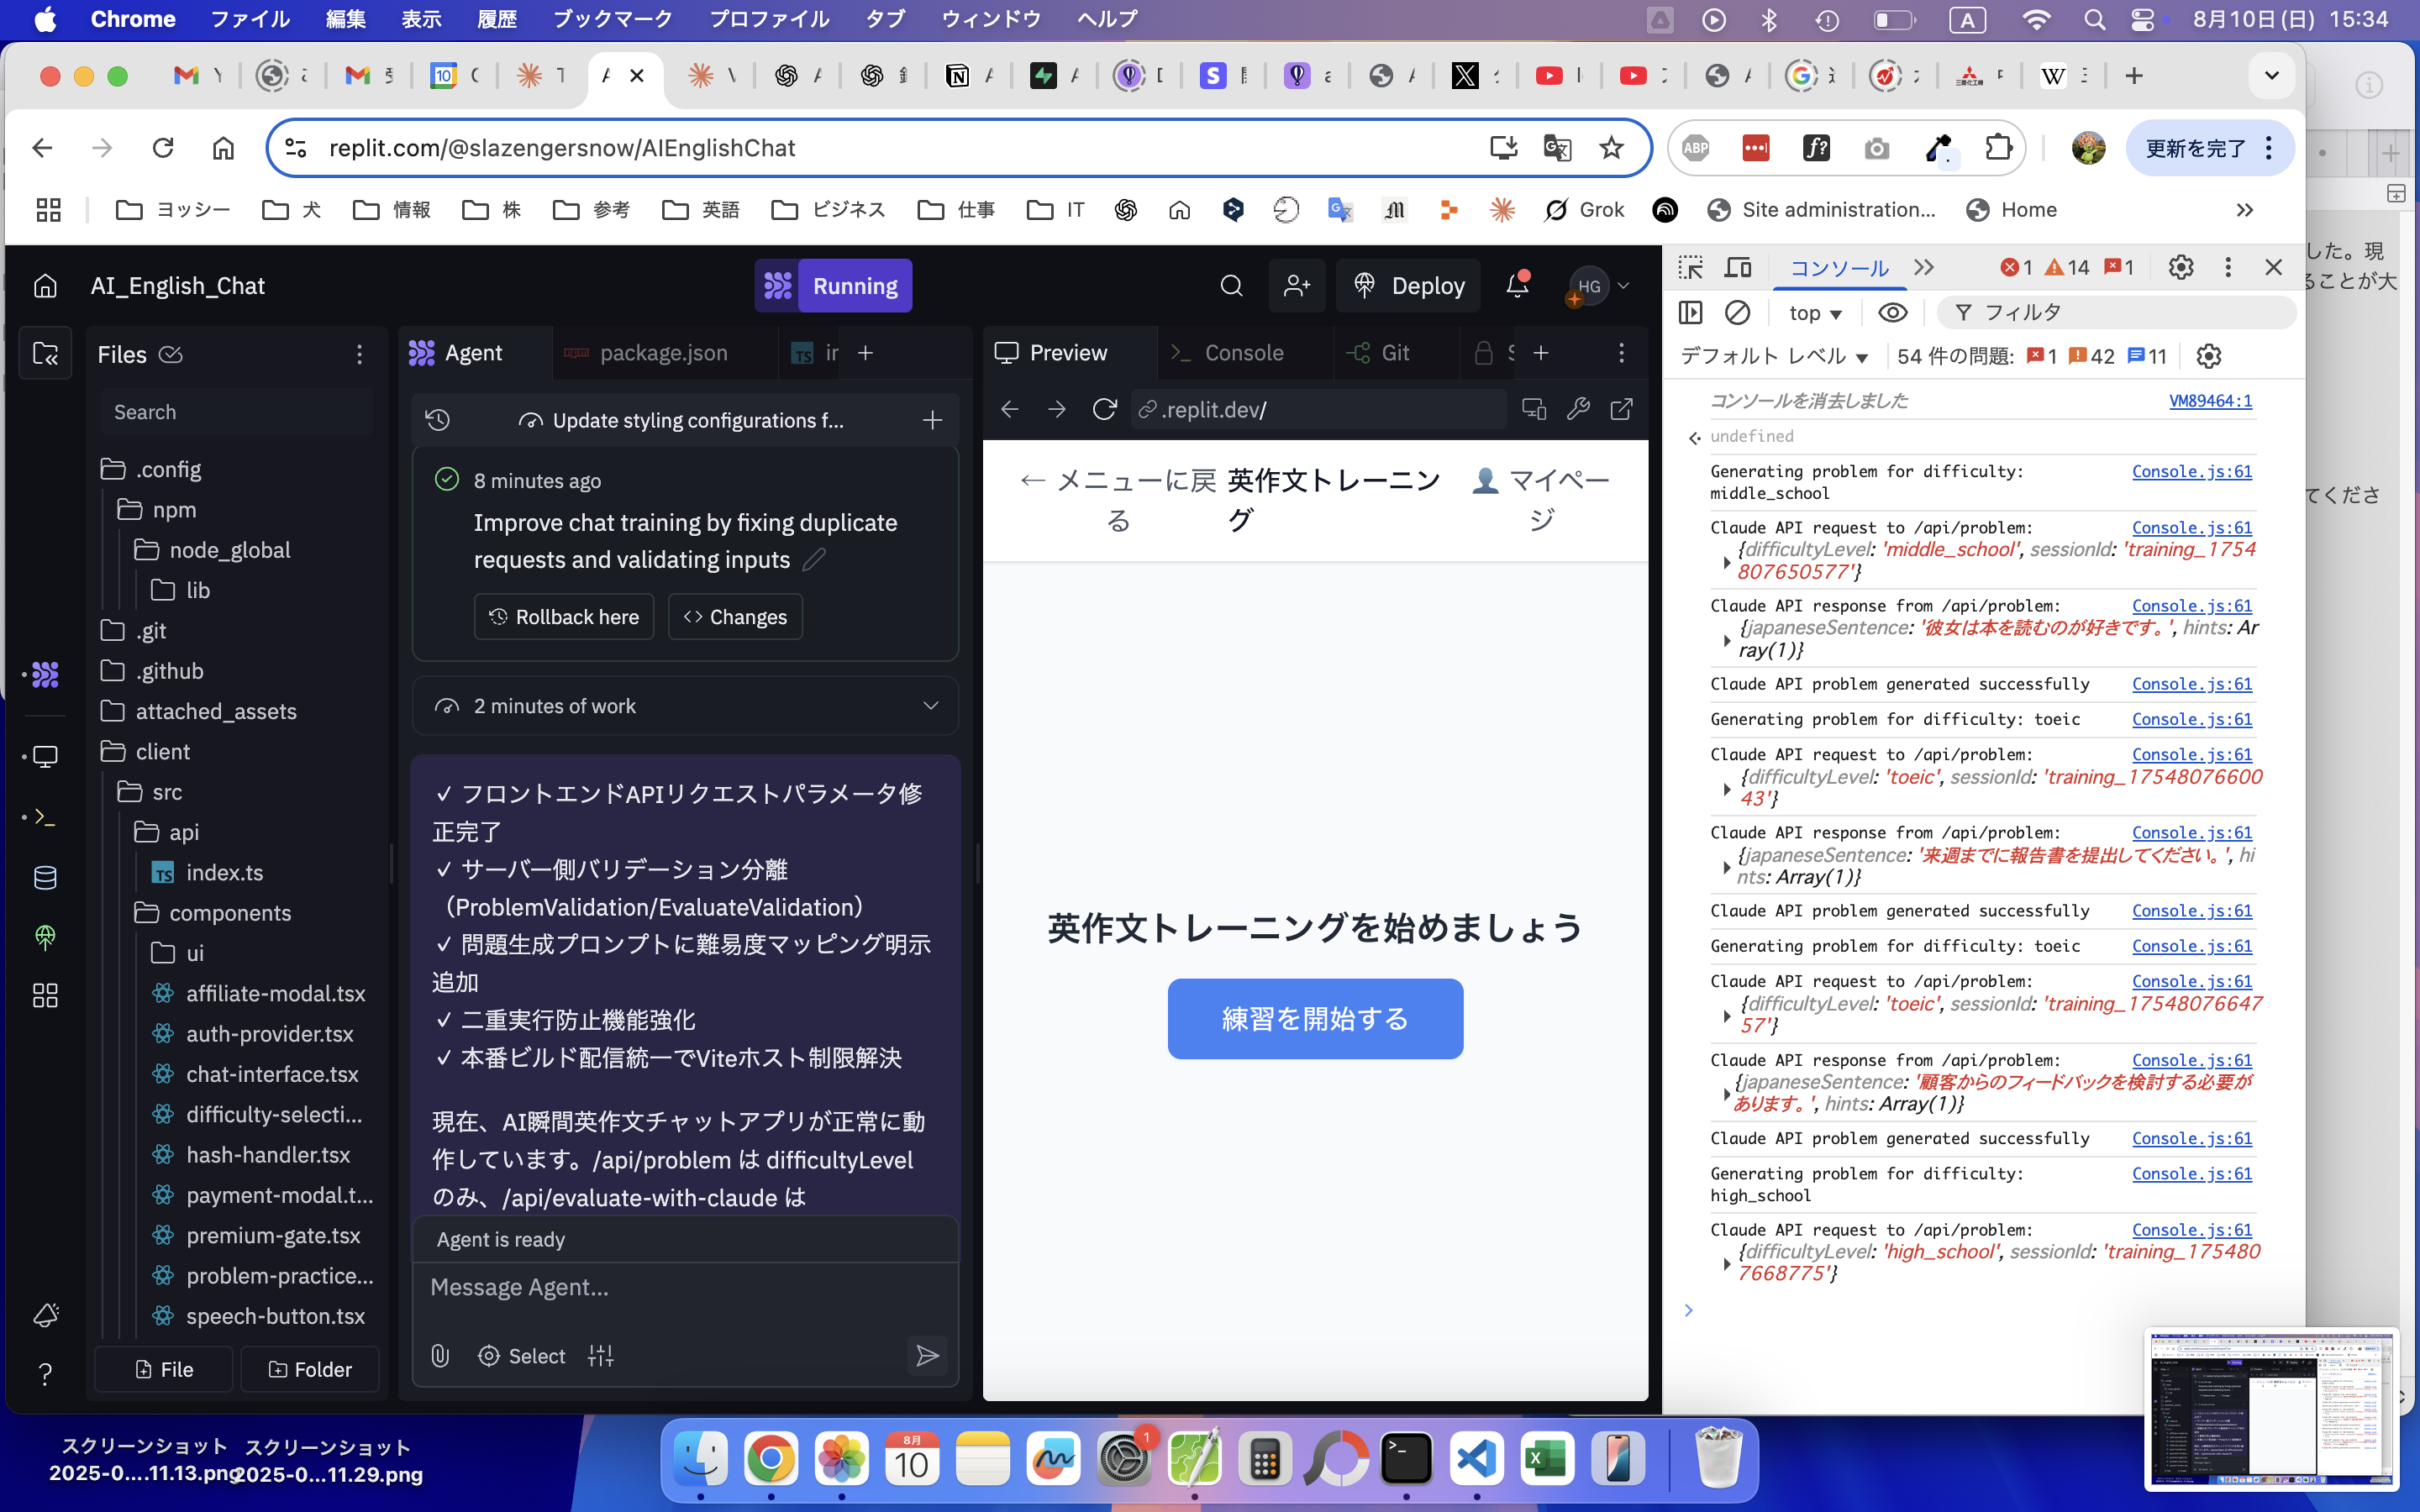 Chrome ファイル 編集 表示 履歴 ブックマーク プロファイル タブ ウィンドウ ヘルプ
A 8月10日(日) 15:34
replit.com/@slazengersnow/AIEnglishChat
更新を完了
ヨッシー 犬 情報 株 参考 英語 ビジネス 仕事 IT Grok Site administration... Home
AI_English_Chat
Running
Deploy
HG
Files
Search
.config
npm
node_global
lib
.git
.github
attached_assets
client
src
api
index.ts
components
ui
affiliate-modal.tsx
auth-provider.tsx
chat-interface.tsx
difficulty-selecti...
hash-handler.tsx
payment-modal.t...
premium-gate.tsx
problem-practice...
speech-button.tsx
File Folder
Agent package.json
Update styling configurations f...
8 minutes ago
Improve chat training by fixing duplicate
requests and validating inputs
Rollback here Changes
2 minutes of work
✓ フロントエンドAPIリクエストパラメータ修
正完了
✓ サーバー側バリデーション分離
（ProblemValidation/EvaluateValidation）
✓ 問題生成プロンプトに難易度マッピング明示
追加
✓ 二重実行防止機能強化
✓ 本番ビルド配信統一でViteホスト制限解決
現在、AI瞬間英作文チャットアプリが正常に動
作しています。/api/problem は difficultyLevel
のみ、/api/evaluate-with-claude は
Agent is ready
Message Agent...
Select
Preview Console Git
.replit.dev/
← メニューに戻
る
英作文トレーニン
グ
マイペー
ジ
英作文トレーニングを始めましょう
練習を開始する
コンソール 1 14 1
top フィルタ
デフォルト レベル 54 件の問題: 1 42 11
コンソールを消去しました VM89464:1
undefined
Generating problem for difficulty: Console.js:61
middle_school
Claude API request to /api/problem: Console.js:61
{difficultyLevel: 'middle_school', sessionId: 'training_1754
807650577'}
Claude API response from /api/problem: Console.js:61
{japaneseSentence: '彼女は本を読むのが好きです。', hints: Ar
ray(1)}
Claude API problem generated successfully Console.js:61
Generating problem for difficulty: toeic Console.js:61
Claude API request to /api/problem: Console.js:61
{difficultyLevel: 'toeic', sessionId: 'training_17548076600
43'}
Claude API response from /api/problem: Console.js:61
{japaneseSentence: '来週までに報告書を提出してください。', hi
nts: Array(1)}
Claude API problem generated successfully Console.js:61
Generating problem for difficulty: toeic Console.js:61
Claude API request to /api/problem: Console.js:61
{difficultyLevel: 'toeic', sessionId: 'training_17548076647
57'}
Claude API response from /api/problem: Console.js:61
{japaneseSentence: '顧客からのフィードバックを検討する必要が
あります。', hints: Array(1)}
Claude API problem generated successfully Console.js:61
Generating problem for difficulty: Console.js:61
high_school
Claude API request to /api/problem: Console.js:61
{difficultyLevel: 'high_school', sessionId: 'training_175480
7668775'}
した。現
ることが大
てくださ
スクリーンショット
2025-0....11.13.png
スクリーンショット
2025-0...11.29.png
8月
10
1